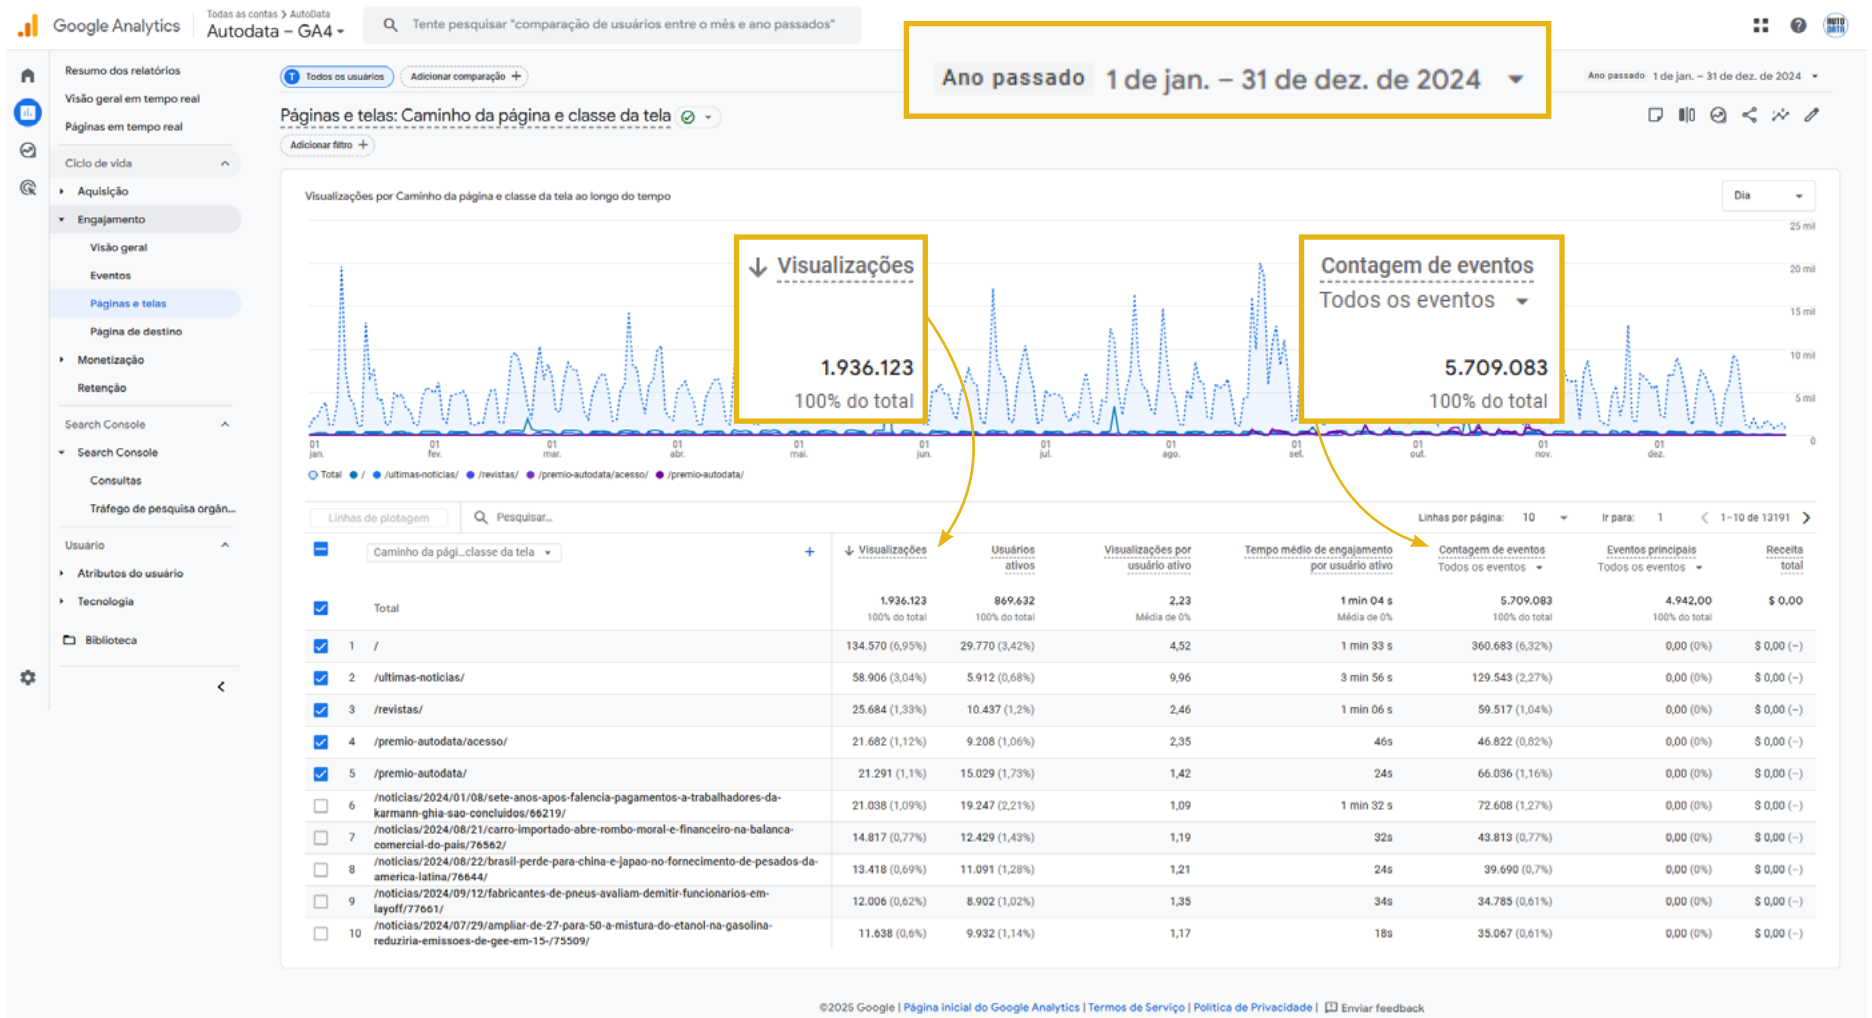 Google Analytics
Todas as contas > AutoData
Autodata – GA4
Tente pesquisar "comparação de usuários entre o mês e ano passados"
AUTO DATA
Ano passado 1 de jan. – 31 de dez. de 2024
Ano passado 1 de jan. – 31 de dez. de 2024
Resumo dos relatórios
Visão geral em tempo real
Páginas em tempo real
Ciclo de vida
Aquisição
Engajamento
Visão geral
Eventos
Páginas e telas
Página de destino
Monetização
Retenção
Search Console
Search Console
Consultas
Tráfego de pesquisa orgân...
Usuário
Atributos do usuário
Tecnologia
Biblioteca
T Todos os usuários
Adicionar comparação +
Páginas e telas: Caminho da página e classe da tela
Adicionar filtro +
Visualizações por Caminho da página e classe da tela ao longo do tempo
Dia
Visualizações
1.936.123
100% do total
Contagem de eventos
Todos os eventos
5.709.083
100% do total
25 mil
20 mil
15 mil
10 mil
5 mil
0
01 jan.
01 fev.
01 mar.
01 abr.
01 mai.
01 jun.
01 jul.
01 ago.
01 set.
01 out.
01 nov.
01 dez.
Total / /ultimas-noticias/ /revistas/ /premio-autodata/acesso/ /premio-autodata/
Linhas de plotagem
Pesquisar...
Linhas por página: 10
Ir para: 1
1-10 de 13191
Caminho da pági...classe da tela
+
Visualizações
Usuários ativos
Visualizações por usuário ativo
Tempo médio de engajamento por usuário ativo
Contagem de eventos
Todos os eventos
Eventos principais
Todos os eventos
Receita total
Total 1.936.123 869.632 2,23 1 min 04 s 5.709.083 4.942,00 $ 0,00
100% do total 100% do total Média de 0% Média de 0% 100% do total 100% do total
1 / 134.570 (6,95%) 29.770 (3,42%) 4,52 1 min 33 s 360.683 (6,32%) 0,00 (0%) $ 0,00 (–)
2 /ultimas-noticias/ 58.906 (3,04%) 5.912 (0,68%) 9,96 3 min 56 s 129.543 (2,27%) 0,00 (0%) $ 0,00 (–)
3 /revistas/ 25.684 (1,33%) 10.437 (1,2%) 2,46 1 min 06 s 59.517 (1,04%) 0,00 (0%) $ 0,00 (–)
4 /premio-autodata/acesso/ 21.682 (1,12%) 9.208 (1,06%) 2,35 46s 46.822 (0,82%) 0,00 (0%) $ 0,00 (–)
5 /premio-autodata/ 21.291 (1,1%) 15.029 (1,73%) 1,42 24s 66.036 (1,16%) 0,00 (0%) $ 0,00 (–)
6 /noticias/2024/01/08/sete-anos-apos-falencia-pagamentos-a-trabalhadores-da-karmann-ghia-sao-concluidos/66219/ 21.038 (1,09%) 19.247 (2,21%) 1,09 1 min 32 s 72.608 (1,27%) 0,00 (0%) $ 0,00 (–)
7 /noticias/2024/08/21/carro-importado-abre-rombo-moral-e-financeiro-na-balanca-comercial-do-pais/76562/ 14.817 (0,77%) 12.429 (1,43%) 1,19 32s 43.813 (0,77%) 0,00 (0%) $ 0,00 (–)
8 /noticias/2024/08/22/brasil-perde-para-china-e-japao-no-fornecimento-de-pesados-da-america-latina/76644/ 13.418 (0,69%) 11.091 (1,28%) 1,21 24s 39.690 (0,7%) 0,00 (0%) $ 0,00 (–)
9 /noticias/2024/09/12/fabricantes-de-pneus-avaliam-demitir-funcionarios-em-layoff/77661/ 12.006 (0,62%) 8.902 (1,02%) 1,35 34s 34.785 (0,61%) 0,00 (0%) $ 0,00 (–)
10 /noticias/2024/07/29/ampliar-de-27-para-50-a-mistura-do-etanol-na-gasolina-reduziria-emissoes-de-gee-em-15-/75509/ 11.638 (0,6%) 9.932 (1,14%) 1,17 18s 35.067 (0,61%) 0,00 (0%) $ 0,00 (–)
©2025 Google | Página inicial do Google Analytics | Termos de Serviço | Política de Privacidade | Enviar feedback